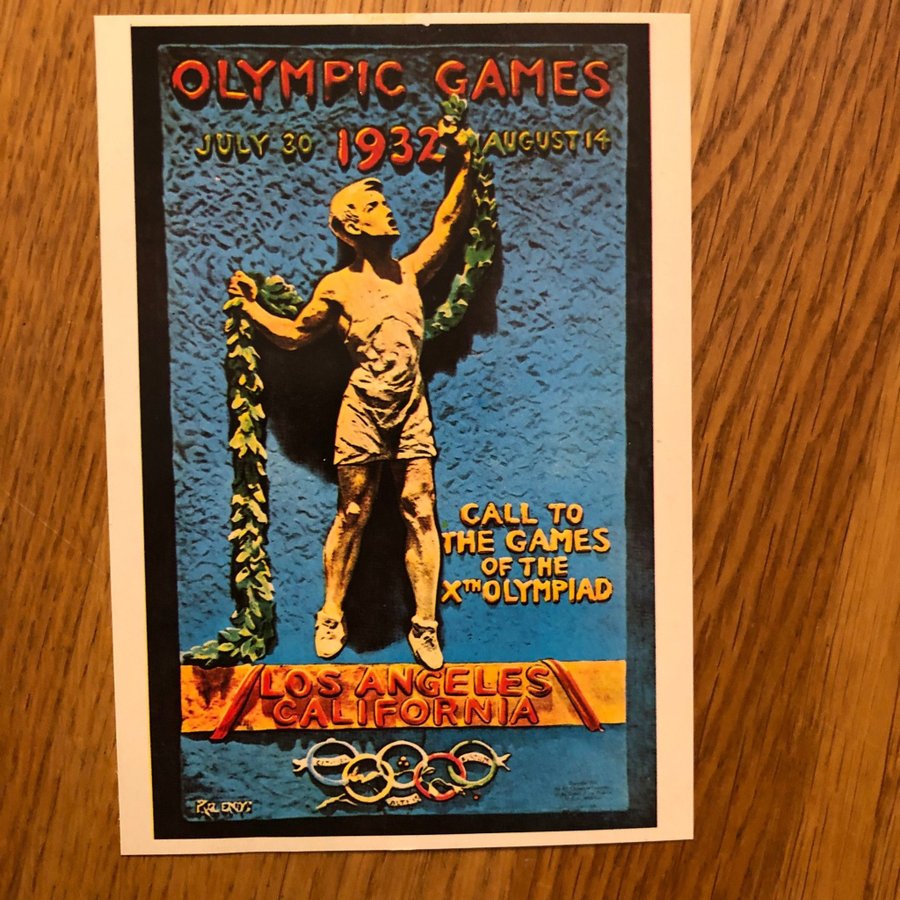 OLYMPIC GAMES
JULY 30 1932 AUGUST 14
CALL TO
THE GAMES
OF THE
XTH OLYMPIAD
LOS ANGELES
CALIFORNIA